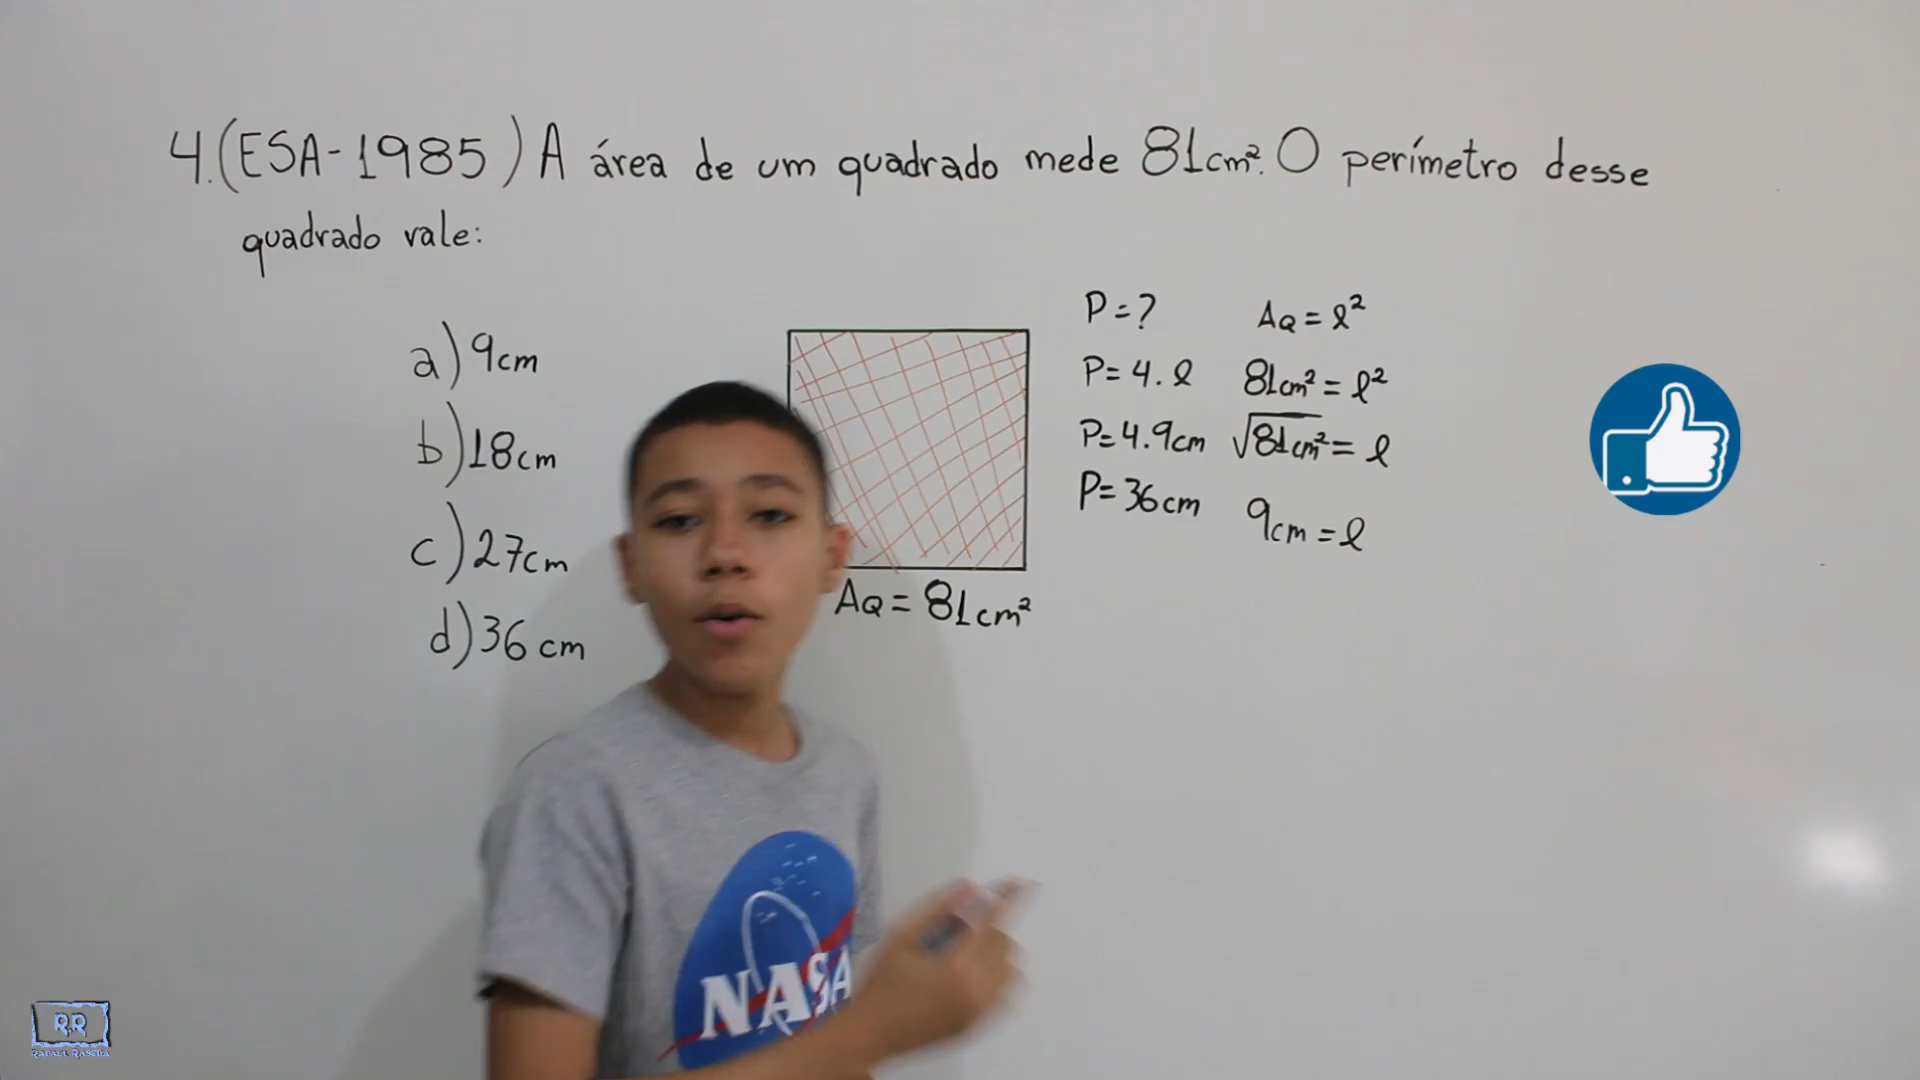 4.(ESA-1985) A área de um quadrado mede 81cm². O perímetro desse
quadrado vale:
a) 9cm
b) 18cm
c) 27cm
d) 36 cm
AQ = 81cm²
P = ?
P = 4. l
P = 4.9cm
P = 36cm
AQ = l²
81cm² = l²
√81cm² = l
9cm = l
NASA
RR